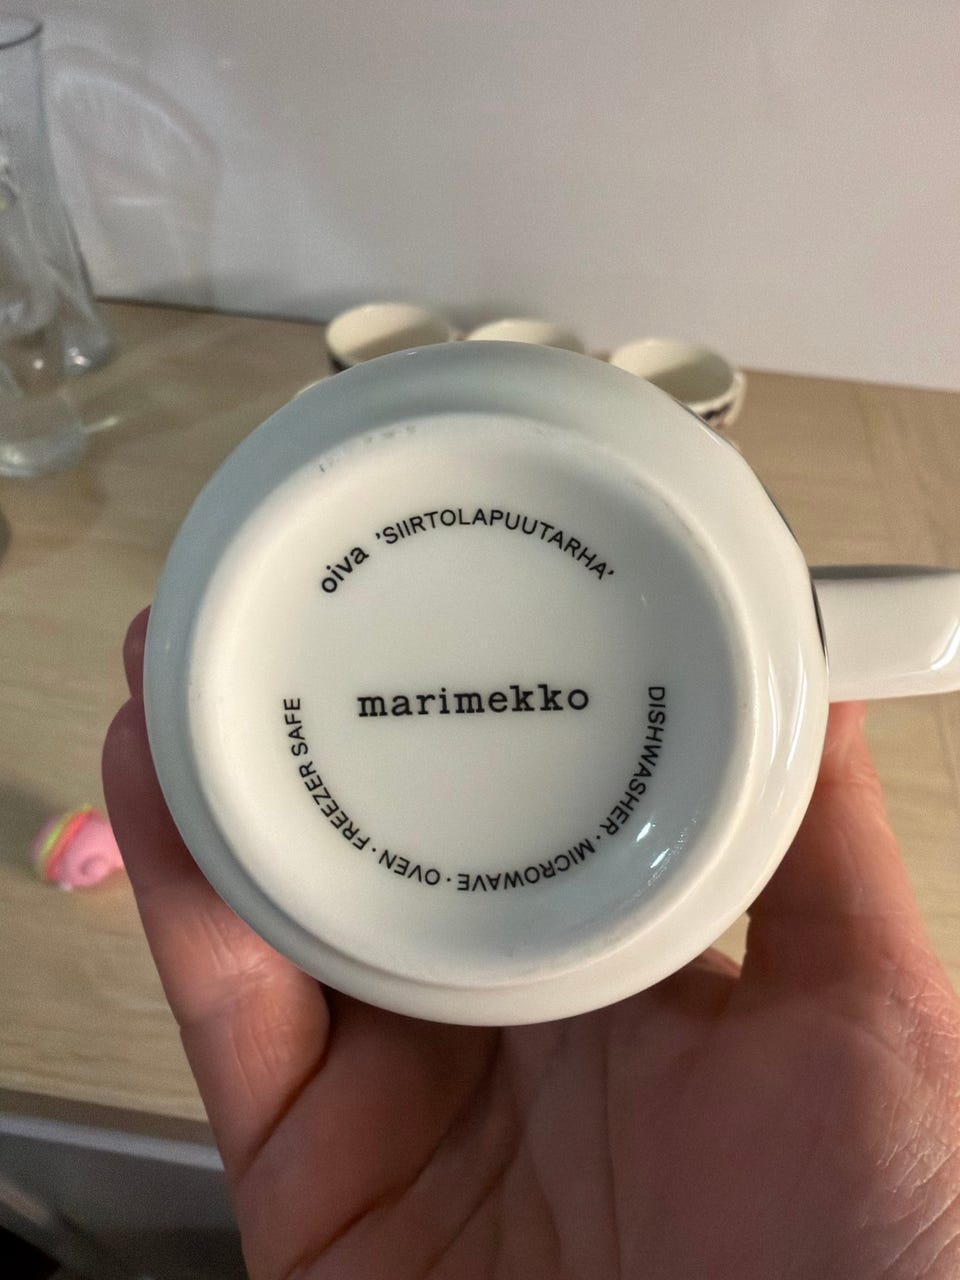 oiva ’SIIRTOLAPUUTARHA’
marimekko
DISHWASHER · MICROWAVE · OVEN · FREEZER SAFE